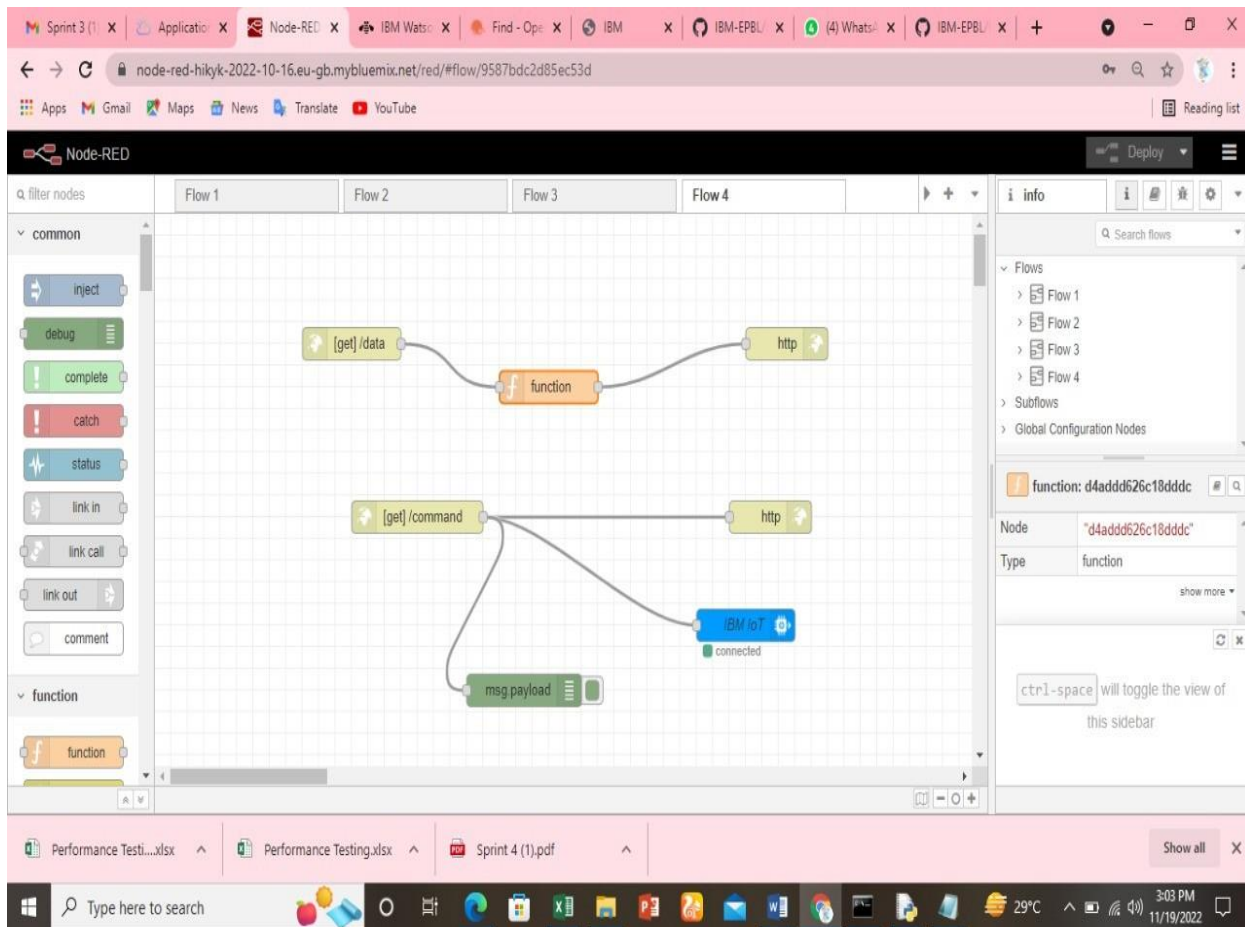 Sprint 3 (1) Applicatio Node-RED IBM Watso Find - Ope IBM IBM-EPBL/ (4) WhatsA IBM-EPBL/
node-red-hikyk-2022-10-16.eu-gb.mybluemix.net/red/#flow/9587bdc2d85ec53d
Apps Gmail Maps News Translate YouTube Reading list
Node-RED Deploy
filter nodes Flow 1 Flow 2 Flow 3 Flow 4 i info
common
Search flows
Flows
inject
Flow 1
Flow 2
debug
[get] /data
http
Flow 3
complete
function
Flow 4
Subflows
catch
Global Configuration Nodes
status
function: d4addd626c18dddc
link in
[get] /command
http
Node "d4addd626c18dddc"
link call
Type function
show more
link out
IBM IoT
comment
connected
msg.payload
ctrl-space will toggle the view of
this sidebar
function
function
Performance Testi....xlsx Performance Testing.xlsx Sprint 4 (1).pdf Show all
Type here to search 29°C 3:03 PM
11/19/2022